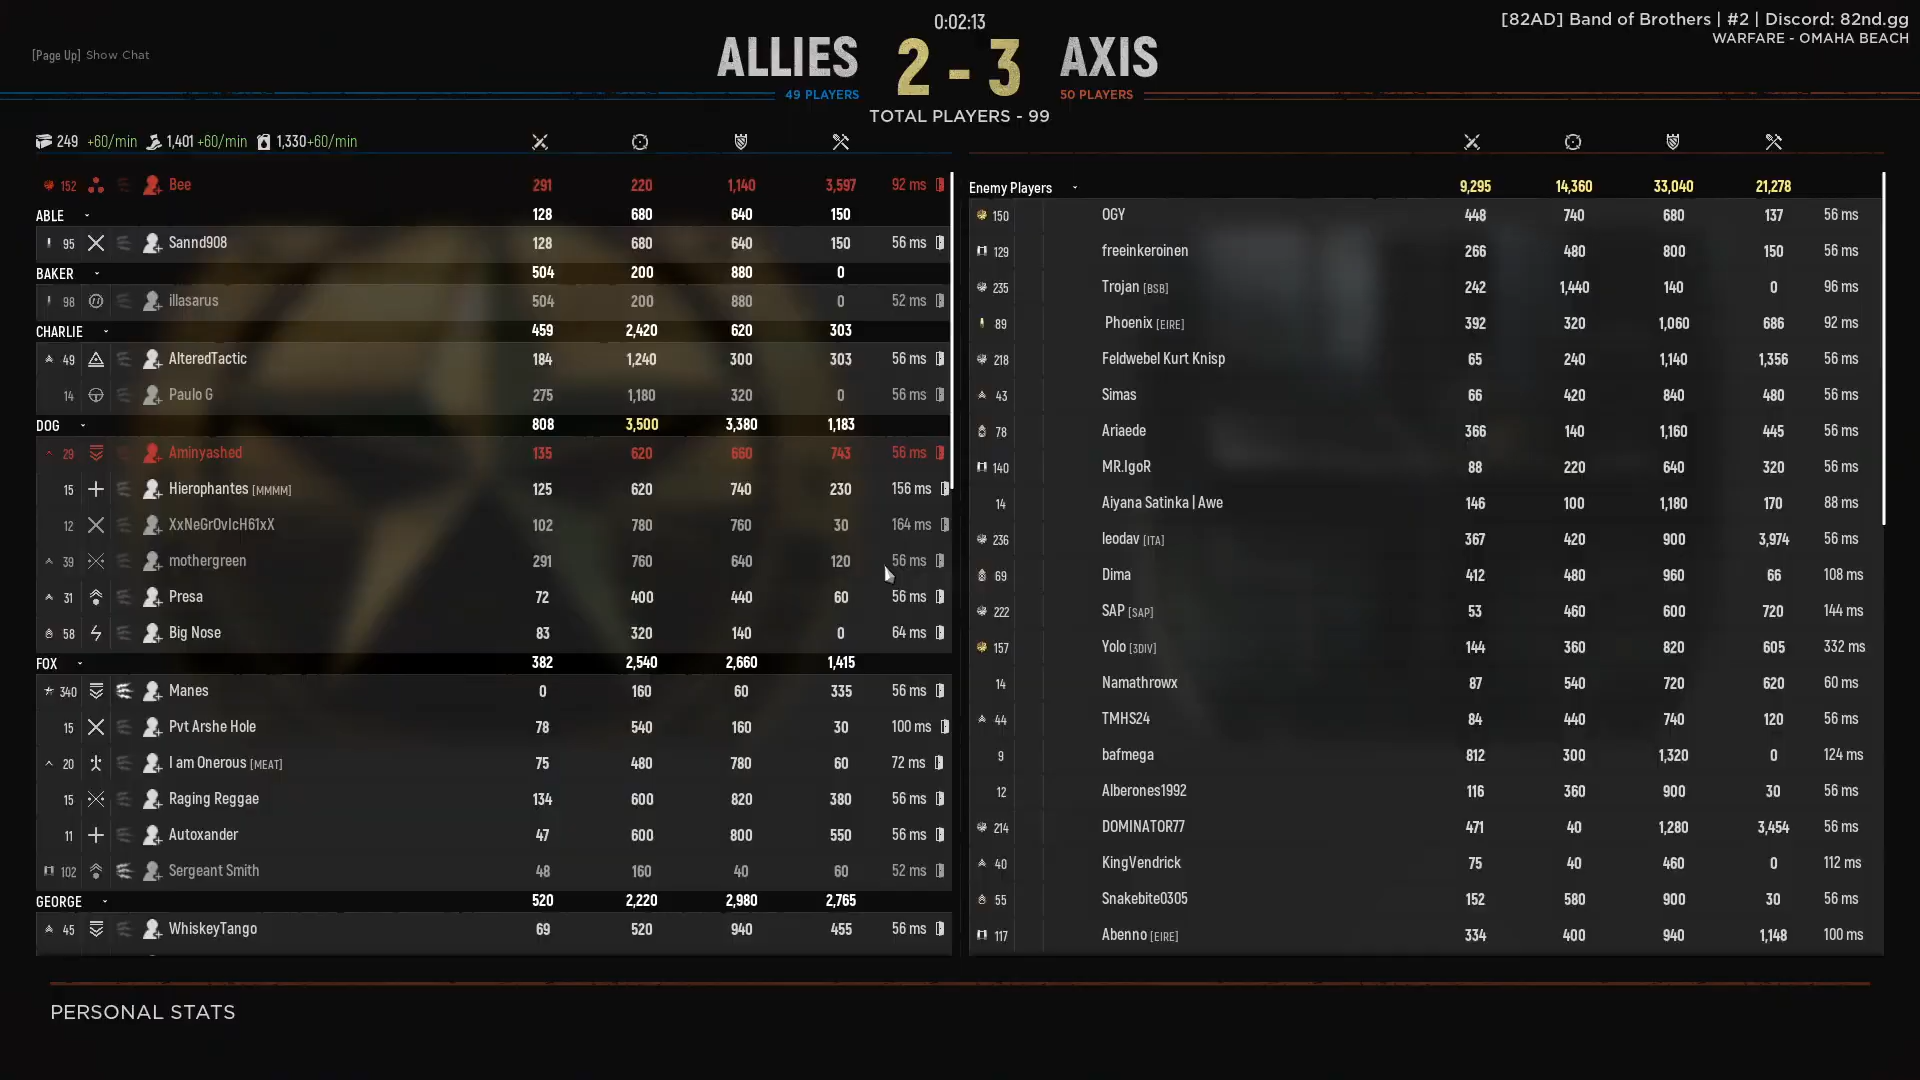 0:02:13
[82AD] Band of Brothers | #2 | Discord: 82nd.gg
WARFARE - OMAHA BEACH
[Page Up] Show Chat
ALLIES 2 - 3 AXIS
49 PLAYERS 50 PLAYERS
TOTAL PLAYERS - 99
249 +60/min 1,401 +60/min 1,330 +60/min
152 Bee 291 220 1,140 3,597 92 ms
ABLE 128 680 640 150
95 Sannd908 128 680 640 150 56 ms
BAKER 504 200 880 0
98 illasarus 504 200 880 0 52 ms
CHARLIE 459 2,420 620 303
49 AlteredTactic 184 1,240 300 303 56 ms
14 Paulo G 275 1,180 320 0 56 ms
DOG 808 3,500 3,380 1,183
29 Aminyashed 135 620 660 743 56 ms
15 Hierophantes [MMMM] 125 620 740 230 156 ms
12 XxNeGrOvIcH61xX 102 780 760 30 164 ms
39 mothergreen 291 760 640 120 56 ms
31 Presa 72 400 440 60 56 ms
58 Big Nose 83 320 140 0 64 ms
FOX 382 2,540 2,660 1,415
340 Manes 0 160 60 335 56 ms
15 Pvt Arshe Hole 78 540 160 30 100 ms
20 I am Onerous [MEAT] 75 480 780 60 72 ms
15 Raging Reggae 134 600 820 380 56 ms
11 Autoxander 47 600 800 550 56 ms
102 Sergeant Smith 48 160 40 60 52 ms
GEORGE 520 2,220 2,980 2,765
45 WhiskeyTango 69 520 940 455 56 ms
Enemy Players 9,295 14,360 33,040 21,278
150 OGY 448 740 680 137 56 ms
129 freeinkeroinen 266 480 800 150 56 ms
235 Trojan [BSB] 242 1,440 140 0 96 ms
89 Phoenix [EIRE] 392 320 1,060 686 92 ms
218 Feldwebel Kurt Knisp 65 240 1,140 1,356 56 ms
43 Simas 66 420 840 480 56 ms
78 Ariaede 366 140 1,160 445 56 ms
140 MR.IgoR 88 220 640 320 56 ms
14 Aiyana Satinka | Awe 146 100 1,180 170 88 ms
236 leodav [ITA] 367 420 900 3,974 56 ms
69 Dima 412 480 960 66 108 ms
222 SAP [SAP] 53 460 600 720 144 ms
157 Yolo [3DIV] 144 360 820 605 332 ms
14 Namathrowx 87 540 720 620 60 ms
44 TMHS24 84 440 740 120 56 ms
9 bafmega 812 300 1,320 0 124 ms
12 Alberones1992 116 360 900 30 56 ms
214 DOMINATOR77 471 40 1,280 3,454 56 ms
40 KingVendrick 75 40 460 0 112 ms
55 Snakebite0305 152 580 900 30 56 ms
117 Abenno [EIRE] 334 400 940 1,148 100 ms
PERSONAL STATS